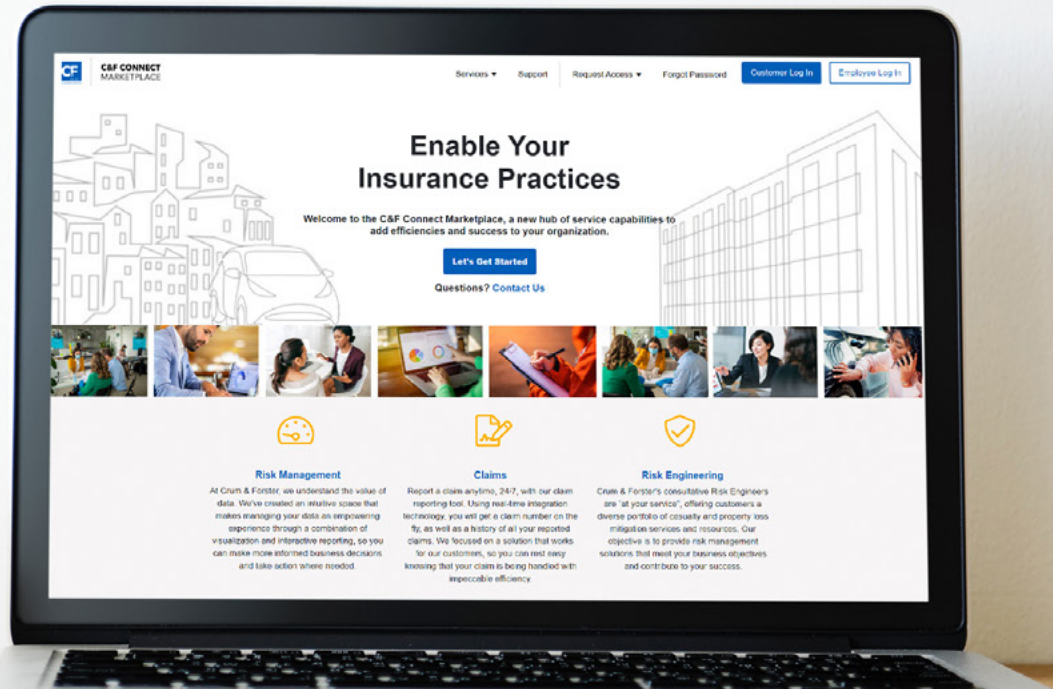 CF
C&F CONNECT
MARKETPLACE
Services
Support
Request Access
Forgot Password
Customer Log In
Employee Log In
Enable Your
Insurance Practices
Welcome to the C&F Connect Marketplace, a new hub of service capabilities to
add efficiencies and success to your organization.
Let's Get Started
Questions? Contact Us
Risk Management
At Crum & Forster, we understand the value of
data. We've created an intuitive space that
makes managing your data an empowering
experience through a combination of
visualization and interactive reporting, so you
can make more informed business decisions
and take action where needed.
Claims
Report a claim anytime, 24/7, with our claim
reporting tool. Using real-time integration
technology, you will get a claim number on the
fly, as well as a history of all your reported
claims. We focused on a solution that works
for our customers, so you can rest easy
knowing that your claim is being handled with
impeccable efficiency.
Risk Engineering
Crum & Forster's consultative Risk Engineers
are "at your service", offering customers a
diverse portfolio of casualty and property loss
mitigation services and resources. Our
objective is to provide risk management
solutions that meet your business objectives
and contribute to your success.